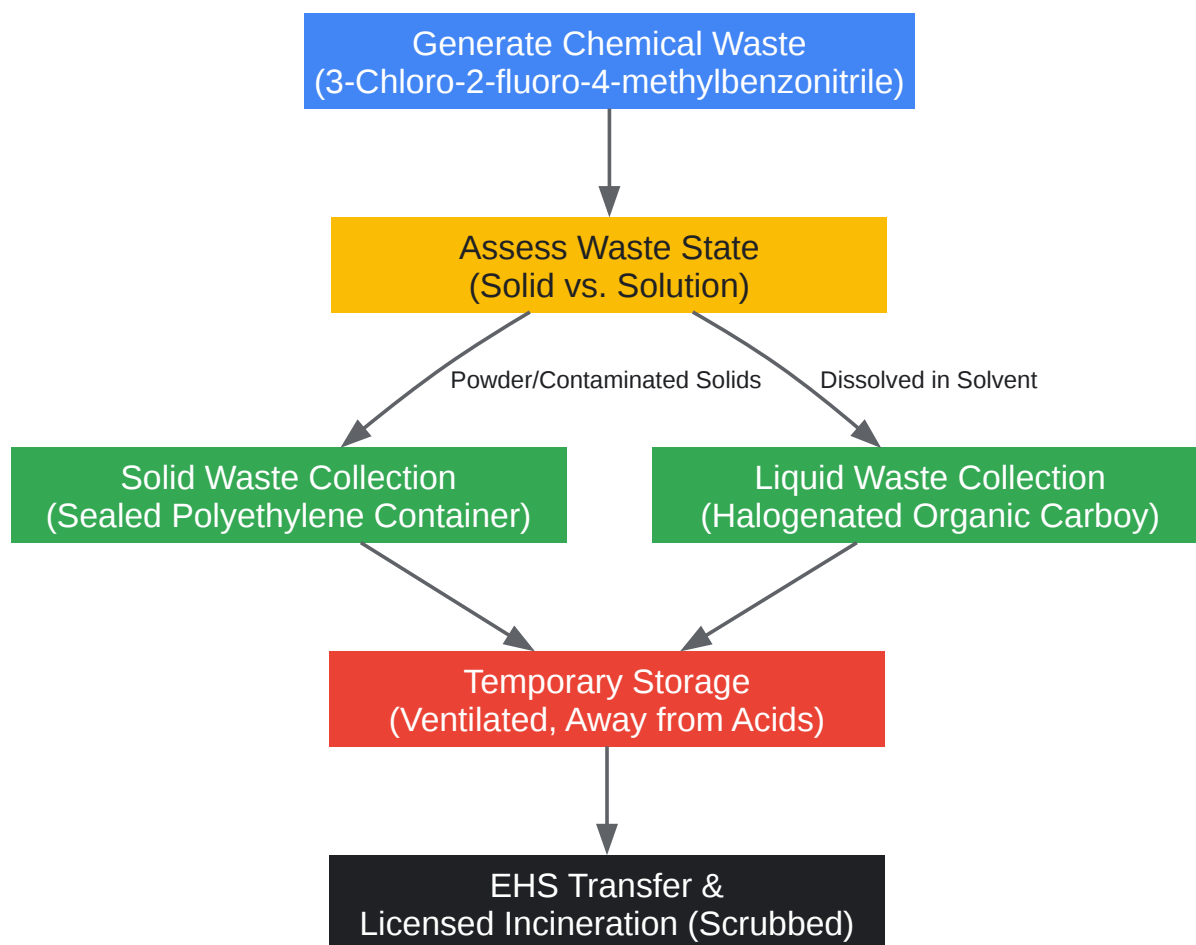 Generate Chemical Waste
(3-Chloro-2-fluoro-4-methylbenzonitrile)
Assess Waste State
(Solid vs. Solution)
Powder/Contaminated Solids
Dissolved in Solvent
Solid Waste Collection
(Sealed Polyethylene Container)
Liquid Waste Collection
(Halogenated Organic Carboy)
Temporary Storage
(Ventilated, Away from Acids)
EHS Transfer &
Licensed Incineration (Scrubbed)